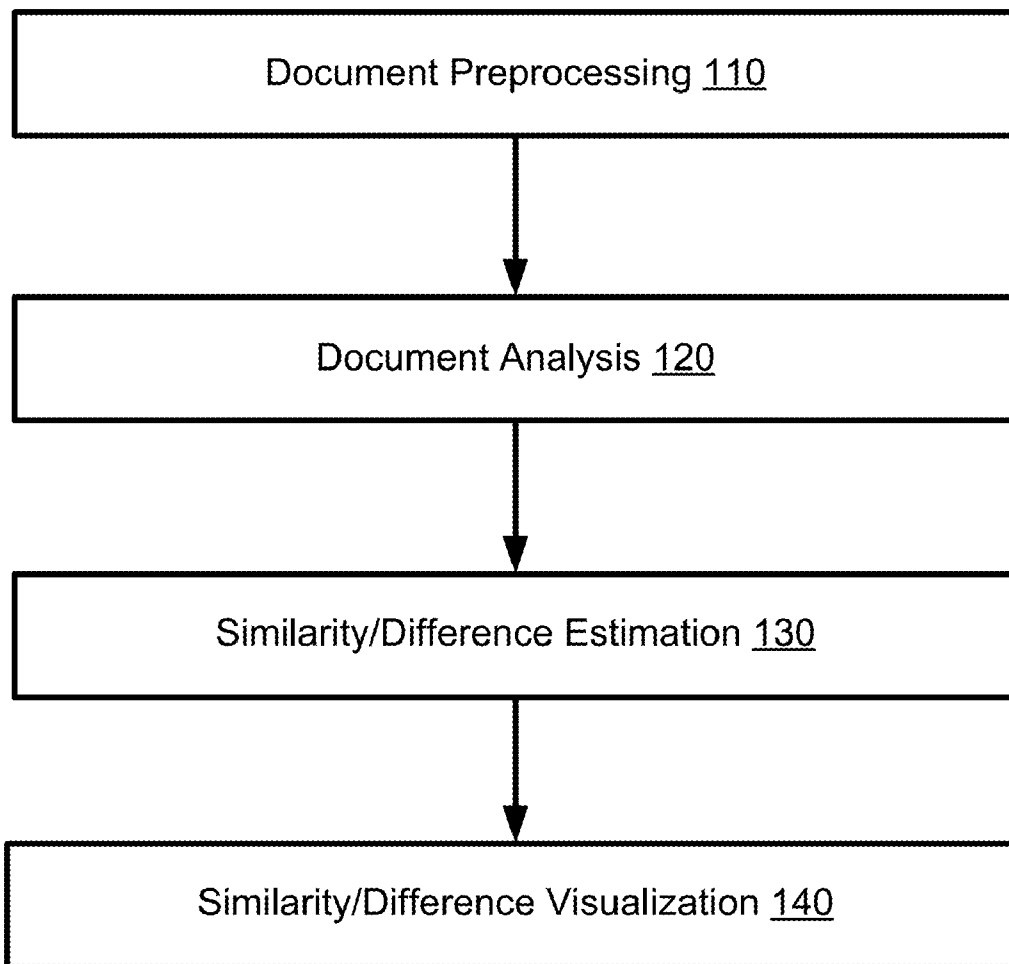 Document Preprocessing 110
Document Analysis 120
Similarity/Difference Estimation 130
Similarity/Difference Visualization 140